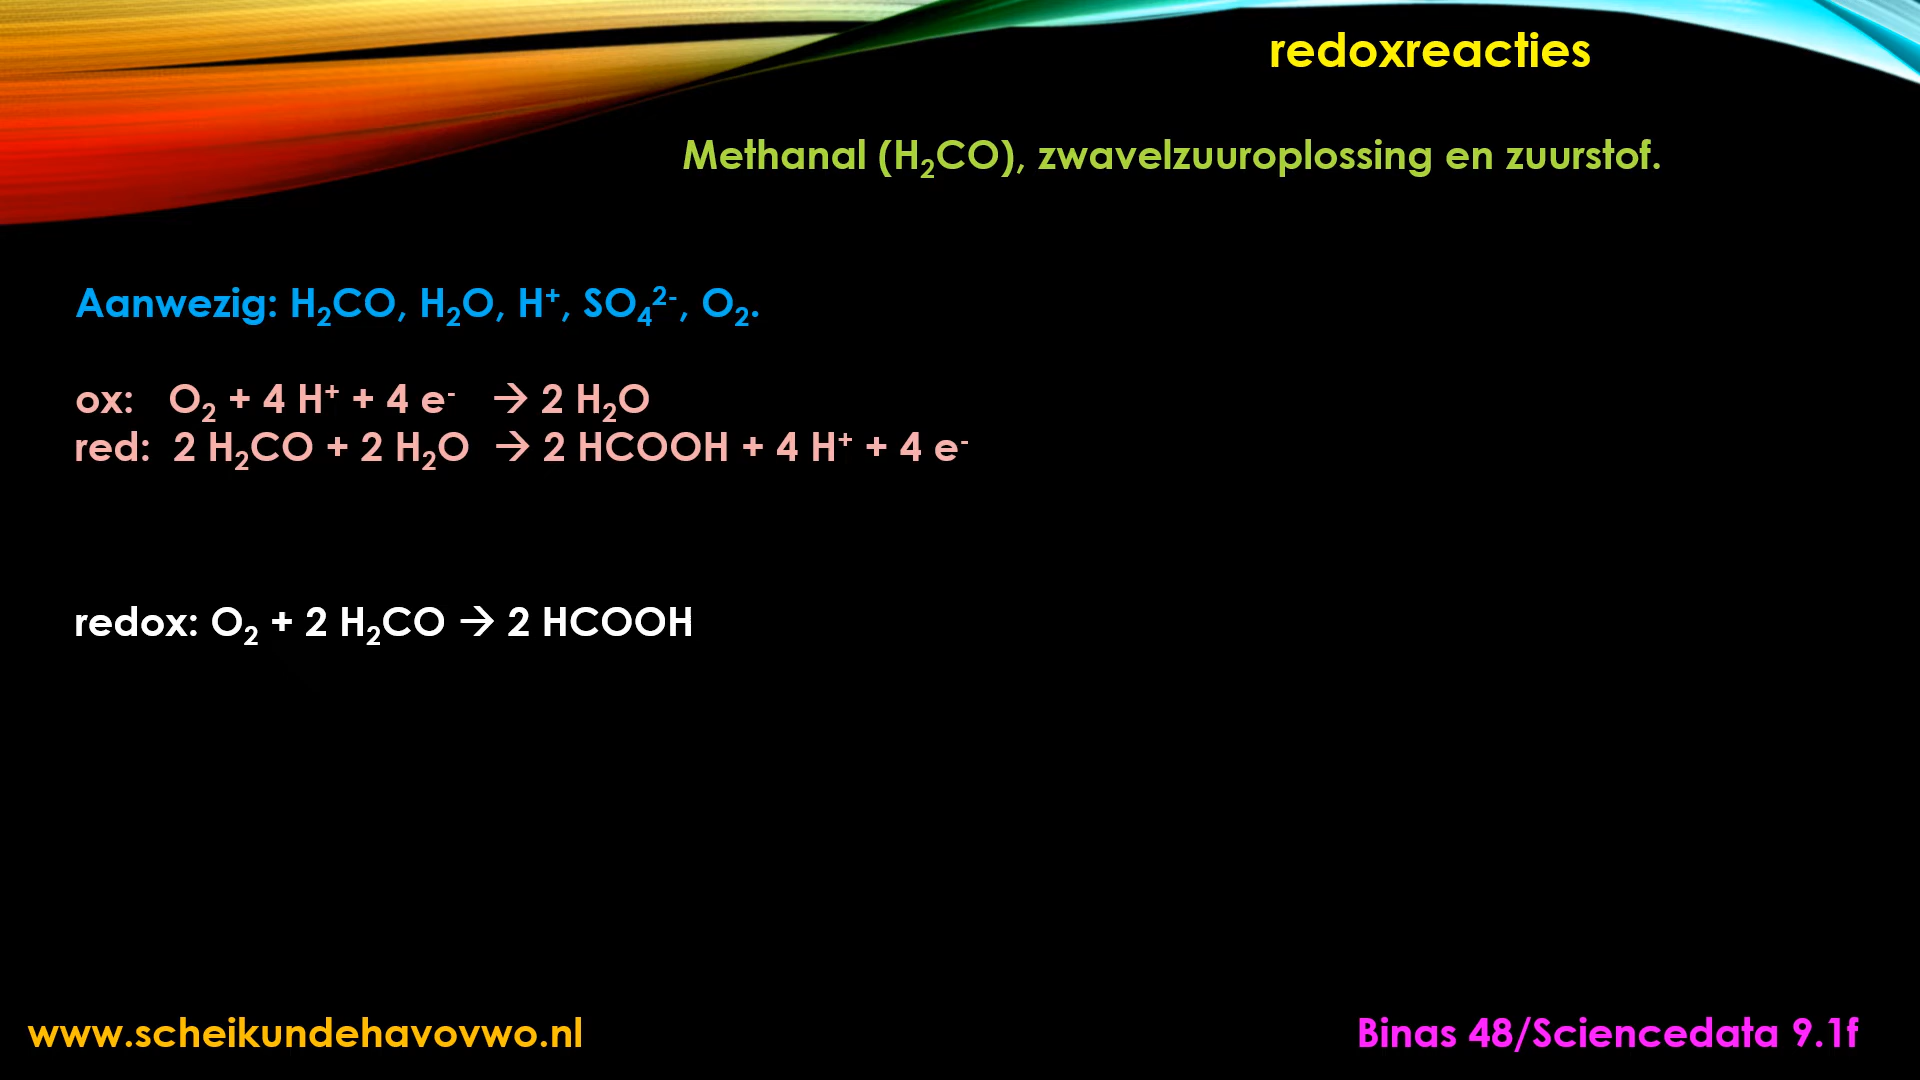 redoxreacties
Methanal (H₂CO), zwavelzuuroplossing en zuurstof.
Aanwezig: H₂CO, H₂O, H⁺, SO₄²⁻, O₂.
ox: O₂ + 4 H⁺ + 4 e⁻ → 2 H₂O
red: 2 H₂CO + 2 H₂O → 2 HCOOH + 4 H⁺ + 4 e⁻
redox: O₂ + 2 H₂CO → 2 HCOOH
www.scheikundehavovwo.nl
Binas 48/Sciencedata 9.1f